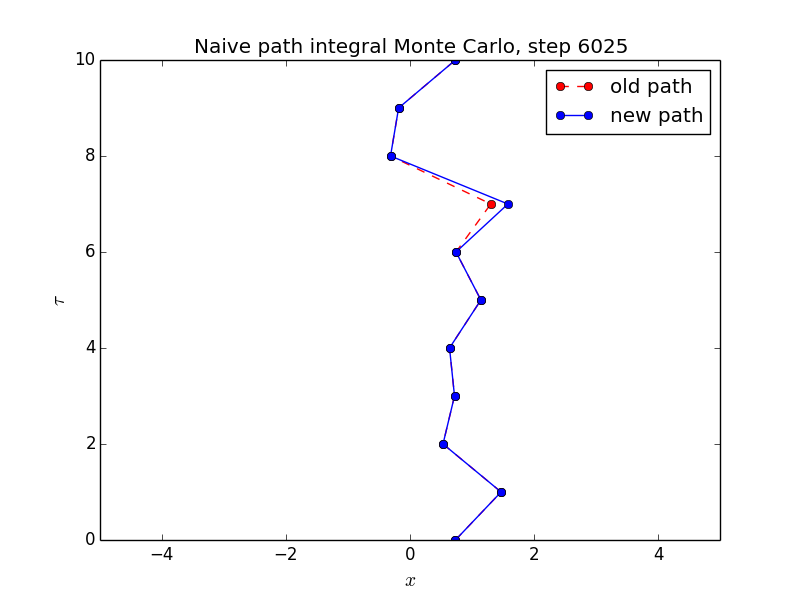 Naive path integral Monte Carlo, step 6025
old path
new path
10
8
6
4
2
0
τ
−4 −2 0 2 4
x